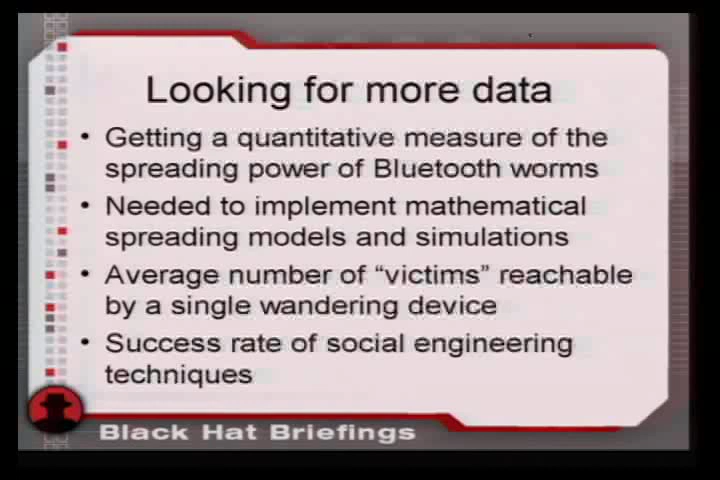 Looking for more data
• Getting a quantitative measure of the
spreading power of Bluetooth worms
• Needed to implement mathematical
spreading models and simulations
• Average number of “victims” reachable
by a single wandering device
• Success rate of social engineering
techniques
Black Hat Briefings